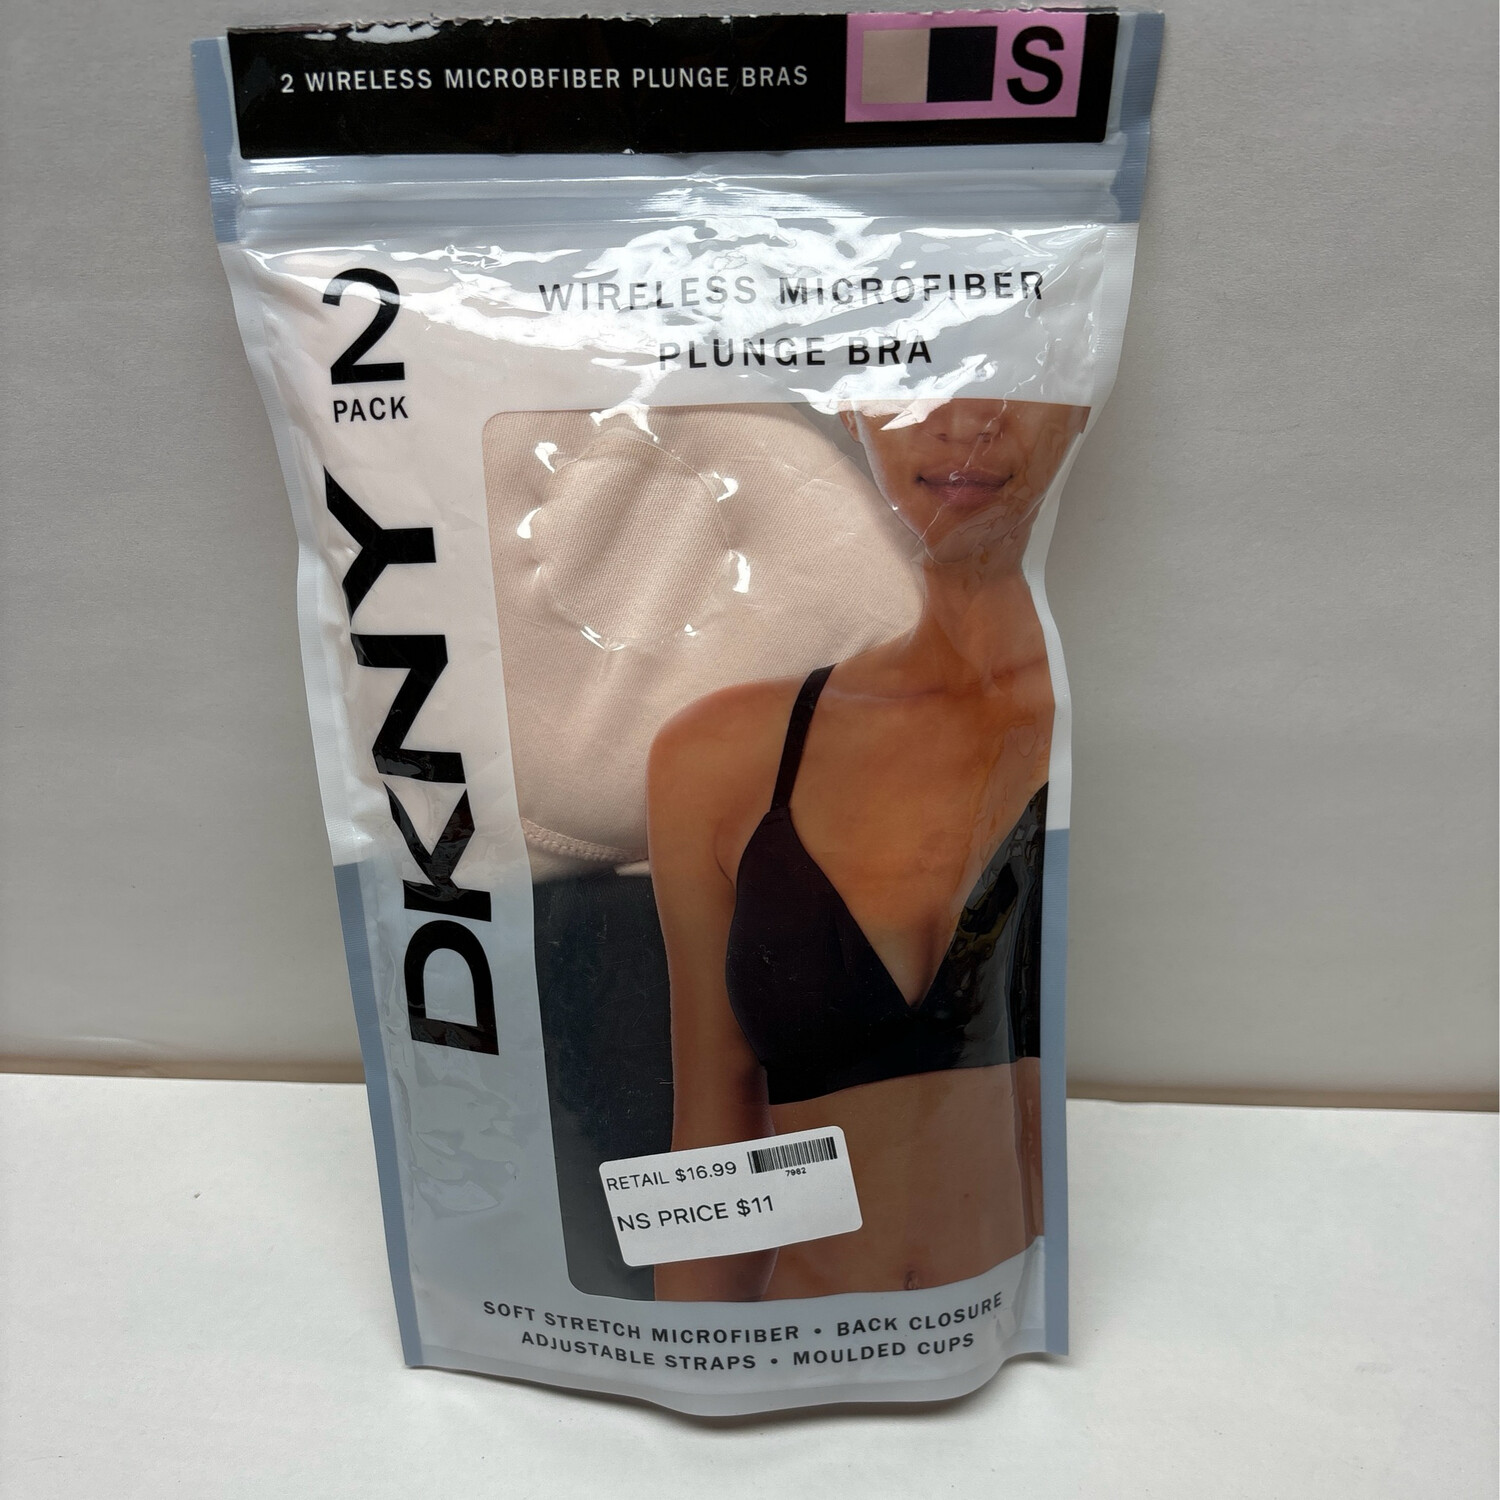 2 WIRELESS MICROBFIBER PLUNGE BRAS
S
2
PACK
WIRELESS MICROFIBER
PLUNGE BRA
DKNY
RETAIL $16.99
7982
NS PRICE $11
SOFT STRETCH MICROFIBER • BACK CLOSURE
ADJUSTABLE STRAPS • MOULDED CUPS